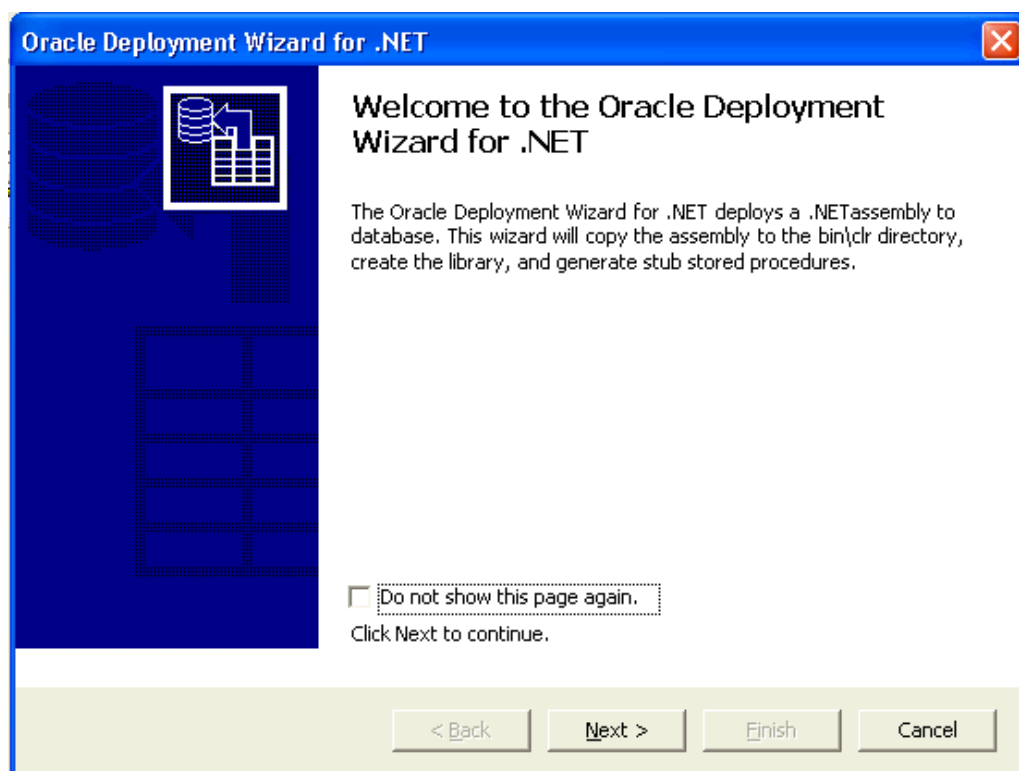 Oracle Deployment Wizard for .NET
Welcome to the Oracle Deployment
Wizard for .NET
The Oracle Deployment Wizard for .NET deploys a .NETassembly to
database. This wizard will copy the assembly to the bin\clr directory,
create the library, and generate stub stored procedures.
Do not show this page again.
Click Next to continue.
< Back Next > Finish Cancel